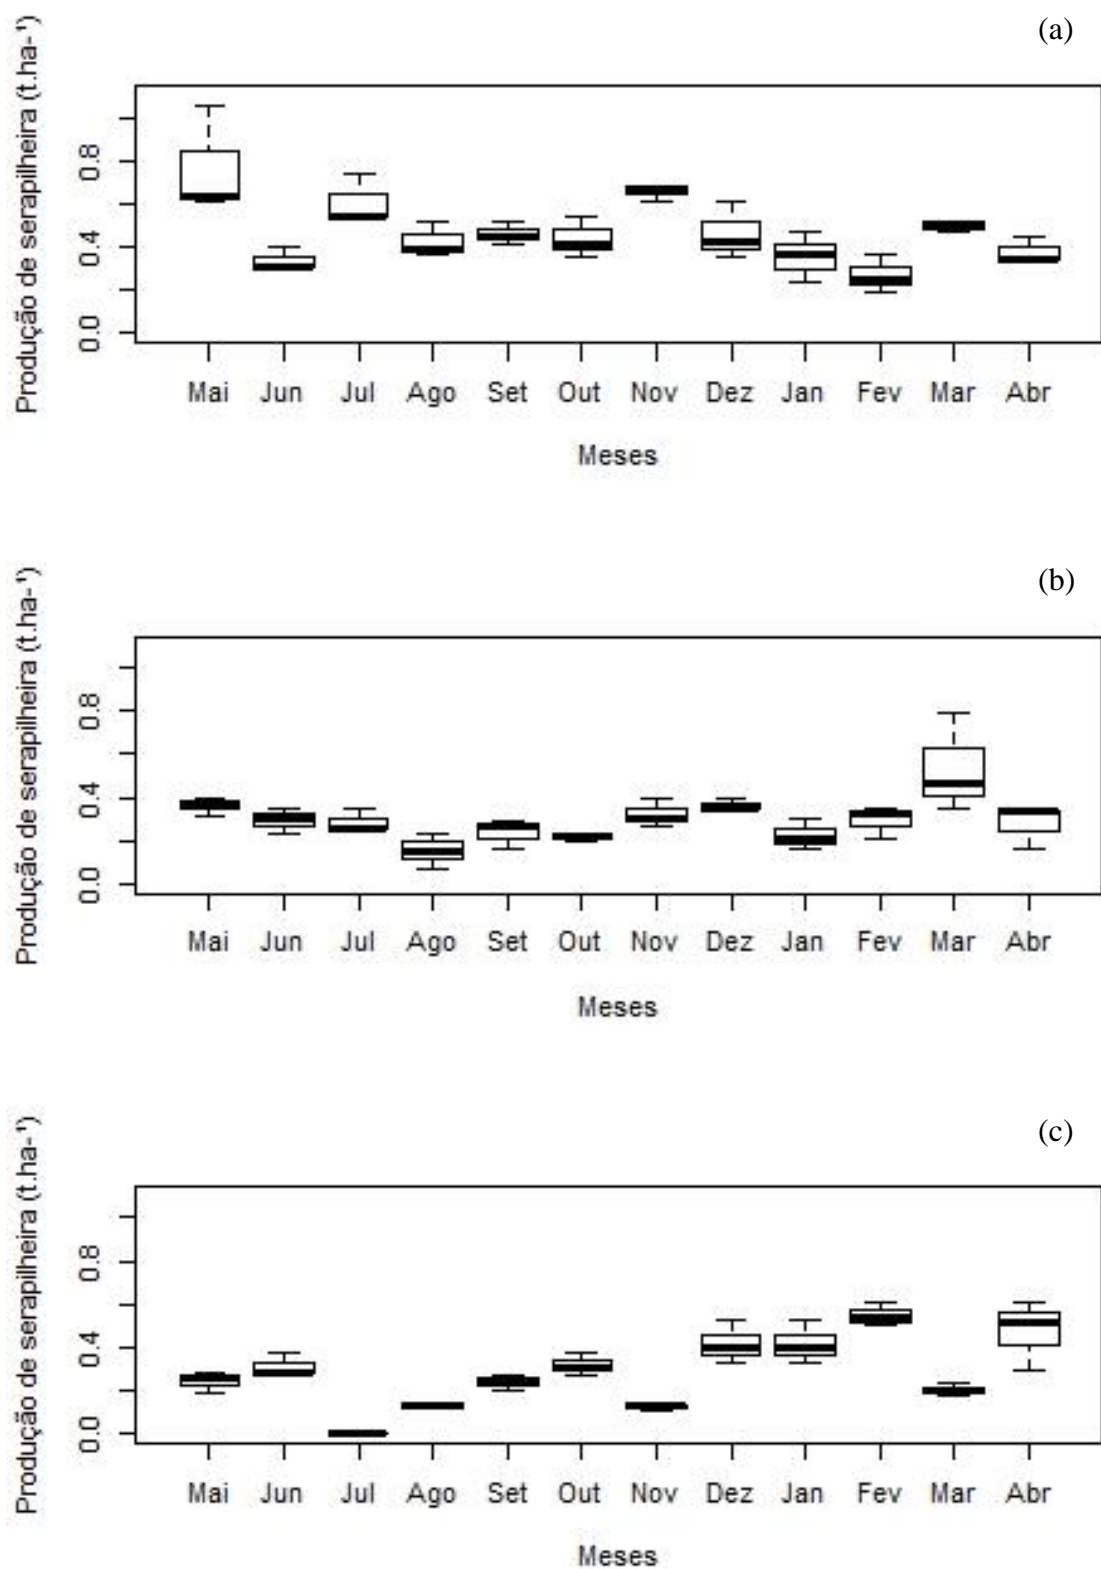 (a)
Produção de serapilheira (t.ha-¹)
0.8
0.4
0.0
Mai Jun Jul Ago Set Out Nov Dez Jan Fev Mar Abr
Meses
(b)
Produção de serapilheira (t.ha-¹)
0.8
0.4
0.0
Mai Jun Jul Ago Set Out Nov Dez Jan Fev Mar Abr
Meses
(c)
Produção de serapilheira (t.ha-¹)
0.8
0.4
0.0
Mai Jun Jul Ago Set Out Nov Dez Jan Fev Mar Abr
Meses